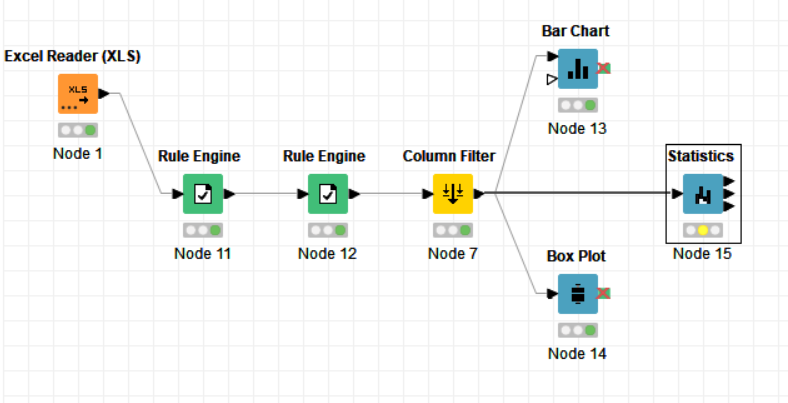 Bar Chart
Excel Reader (XLS)
XLS
Node 1
Node 13
Rule Engine
Rule Engine
Column Filter
Statistics
Node 11
Node 12
Node 7
Node 15
Box Plot
Node 14